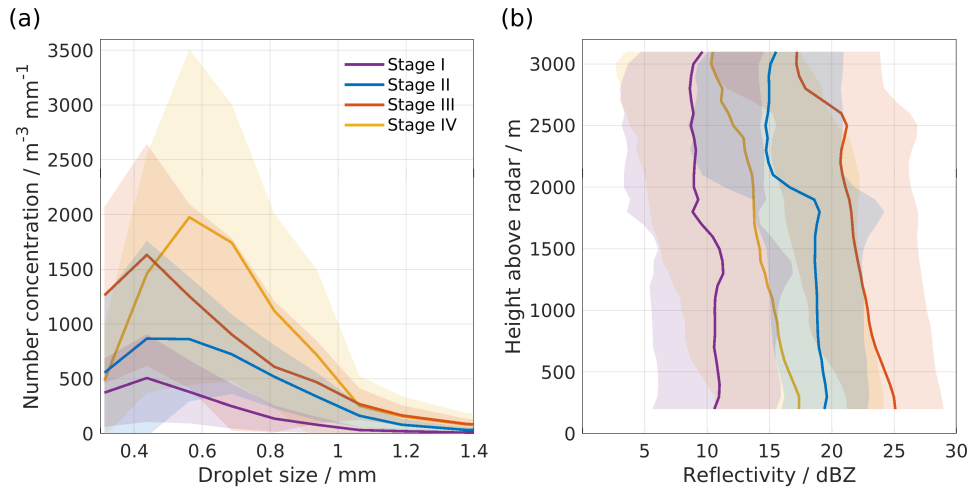 (a)
3500
3000
2500
2000
1500
1000
500
0
Number concentration / m⁻³ mm⁻¹
0.4
0.6
0.8
1
1.2
1.4
Droplet size / mm
Stage I
Stage II
Stage III
Stage IV
(b)
3000
2500
2000
1500
1000
500
0
Height above radar / m
5
10
15
20
25
30
Reflectivity / dBZ